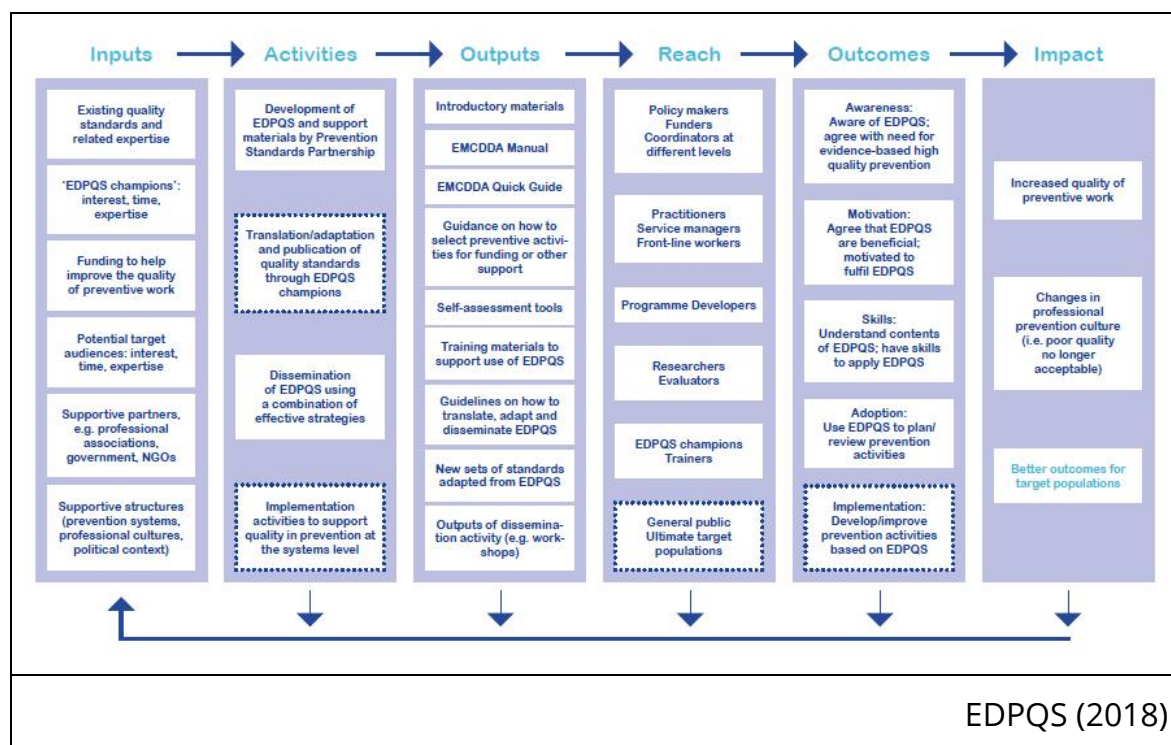 Inputs
Activities
Outputs
Reach
Outcomes
Impact
Existing quality
standards and
related expertise
'EDPQS champions':
interest, time,
expertise
Funding to help
improve the quality
of preventive work
Potential target
audiences: interest,
time, expertise
Supportive partners,
e.g. professional
associations,
government, NGOs
Supportive structures
(prevention systems,
professional cultures,
political context)
Development of
EDPQS and support
materials by Prevention
Standards Partnership
Translation/adaptation
and publication of
quality standards
through EDPQS
champions
Dissemination
of EDPQS using
a combination of
effective strategies
Implementation
activities to support
quality in prevention at
the systems level
Introductory materials
EMCDDA Manual
EMCDDA Quick Guide
Guidance on how to
select preventive activi-
ties for funding or other
support
Self-assessment tools
Training materials to
support use of EDPQS
Guidelines on how to
translate, adapt and
disseminate EDPQS
New sets of standards
adapted from EDPQS
Outputs of dissemina-
tion activity (e.g. work-
shops)
Policy makers
Funders
Coordinators at
different levels
Practitioners
Service managers
Front-line workers
Programme Developers
Researchers
Evaluators
EDPQS champions
Trainers
General public
Ultimate target
populations
Awareness:
Aware of EDPQS;
agree with need for
evidence-based high
quality prevention
Motivation:
Agree that EDPQS
are beneficial;
motivated to
fulfil EDPQS
Skills:
Understand contents
of EDPQS; have skills
to apply EDPQS
Adoption:
Use EDPQS to plan/
review prevention
activities
Implementation:
Develop/improve
prevention activities
based on EDPQS
Increased quality of
preventive work
Changes in
professional
prevention culture
(i.e. poor quality
no longer
acceptable)
Better outcomes for
target populations
EDPQS (2018)